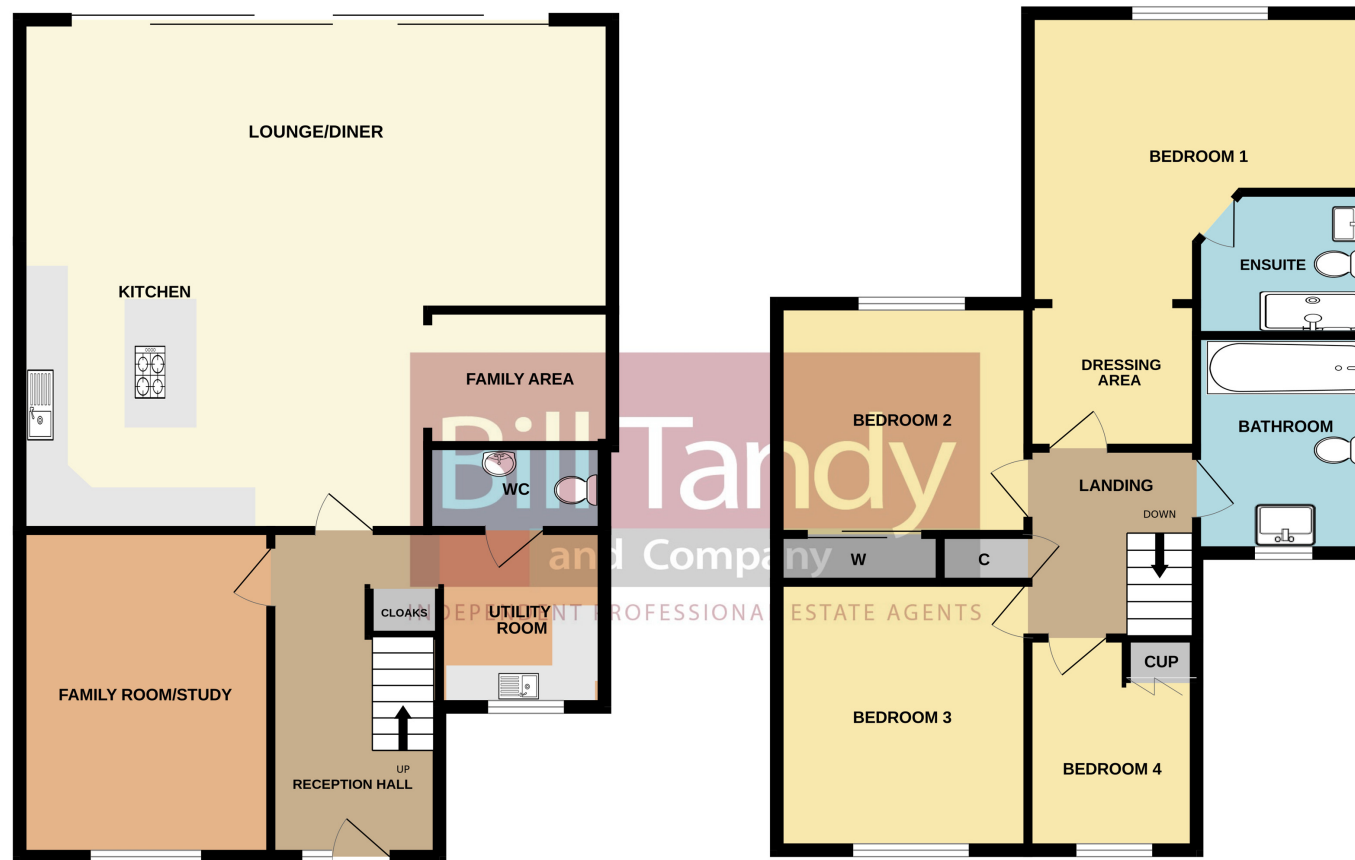 LOUNGE/DINER
KITCHEN
FAMILY AREA
WC
CLOAKS
UTILITY
ROOM
FAMILY ROOM/STUDY
UP
RECEPTION HALL
BEDROOM 1
ENSUITE
DRESSING
AREA
BEDROOM 2
BATHROOM
LANDING
DOWN
W
C
CUP
BEDROOM 3
BEDROOM 4
Bill Tandy
and Company
INDEPENDENT PROFESSIONAL ESTATE AGENTS